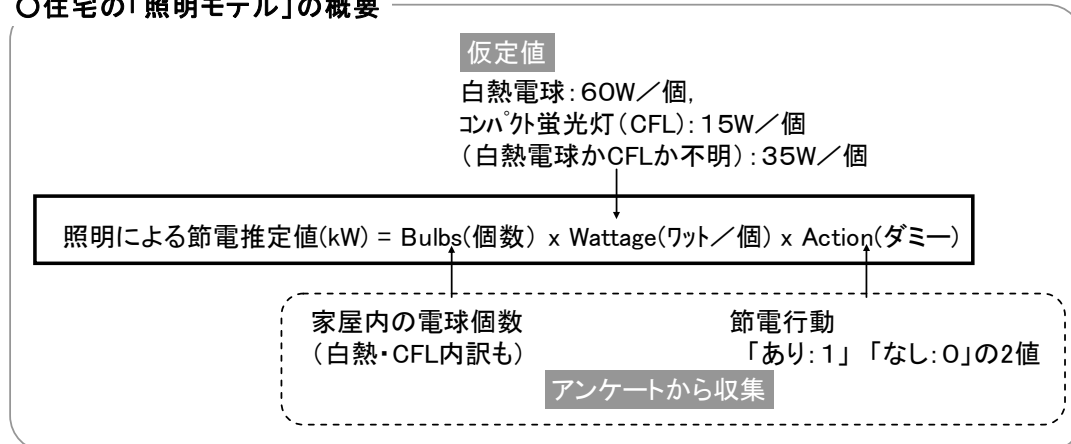 〇住宅の「照明モデル」の概要
仮定値
白熱電球：60W／個，
コンパクト蛍光灯（CFL）：15W／個
（白熱電球かCFLか不明）：35W／個
照明による節電推定値(kW) = Bulbs(個数) x Wattage(ワット／個) x Action(ダミー)
家屋内の電球個数
（白熱・CFL内訳も）
節電行動
「あり：1」「なし：0」の2値
アンケートから収集